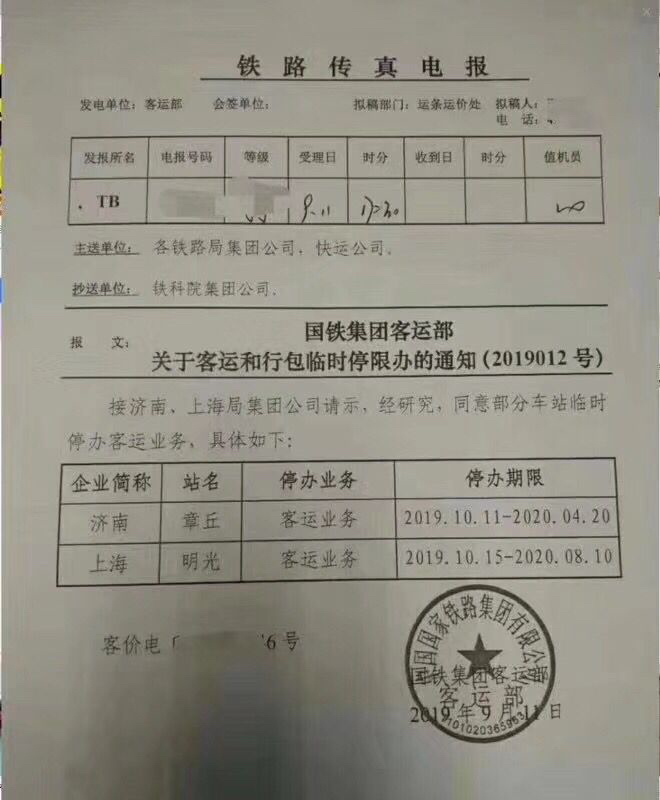 铁路传真电报
发电单位：客运部 会签单位： 拟稿部门：运条运价处 拟稿人：
电 话：
发报所名 电报号码 等级 受理日 时分 收到日 时分 值机员
TB 9.11 17:30
主送单位： 各铁路局集团公司，快运公司。
抄送单位： 铁科院集团公司。
报 文： 国铁集团客运部
关于客运和行包临时停限办的通知(2019012号)
接济南、上海局集团公司请示，经研究，同意部分车站临时
停办客运业务，具体如下：
企业简称 站名 停办业务 停办期限
济南 章丘 客运业务 2019.10.11-2020.04.20
上海 明光 客运业务 2019.10.15-2020.08.10
客价电 6号
中国国家铁路集团有限公司
国铁集团客运部
客运部
2019年9月11日